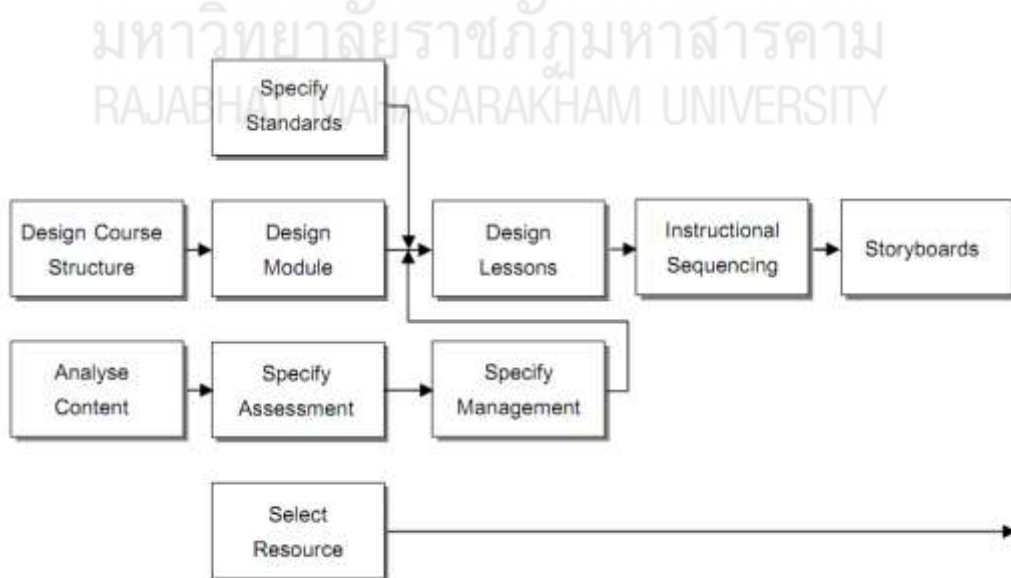 มหาวิทยาลัยราชภัฏมหาสารคาม
RAJABHAT MAHASARAKHAM UNIVERSITY
Specify
Standards
Design Course
Structure
Design
Module
Design
Lessons
Instructional
Sequencing
Storyboards
Analyse
Content
Specify
Assessment
Specify
Management
Select
Resource